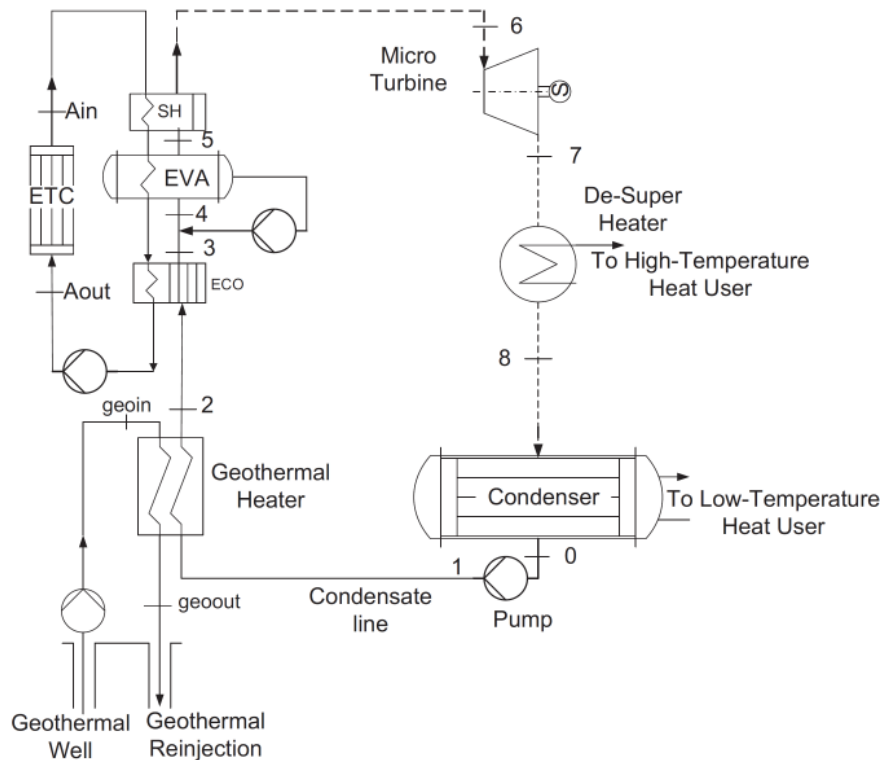 6
Micro
Turbine
S
7
De-Super
Heater
To High-Temperature
Heat User
8
Ain
SH
5
ETC
EVA
4
3
Aout
ECO
geoin
2
Geothermal
Heater
Condenser
To Low-Temperature
Heat User
0
1
Condensate
line
Pump
geoout
Geothermal
Well
Geothermal
Reinjection